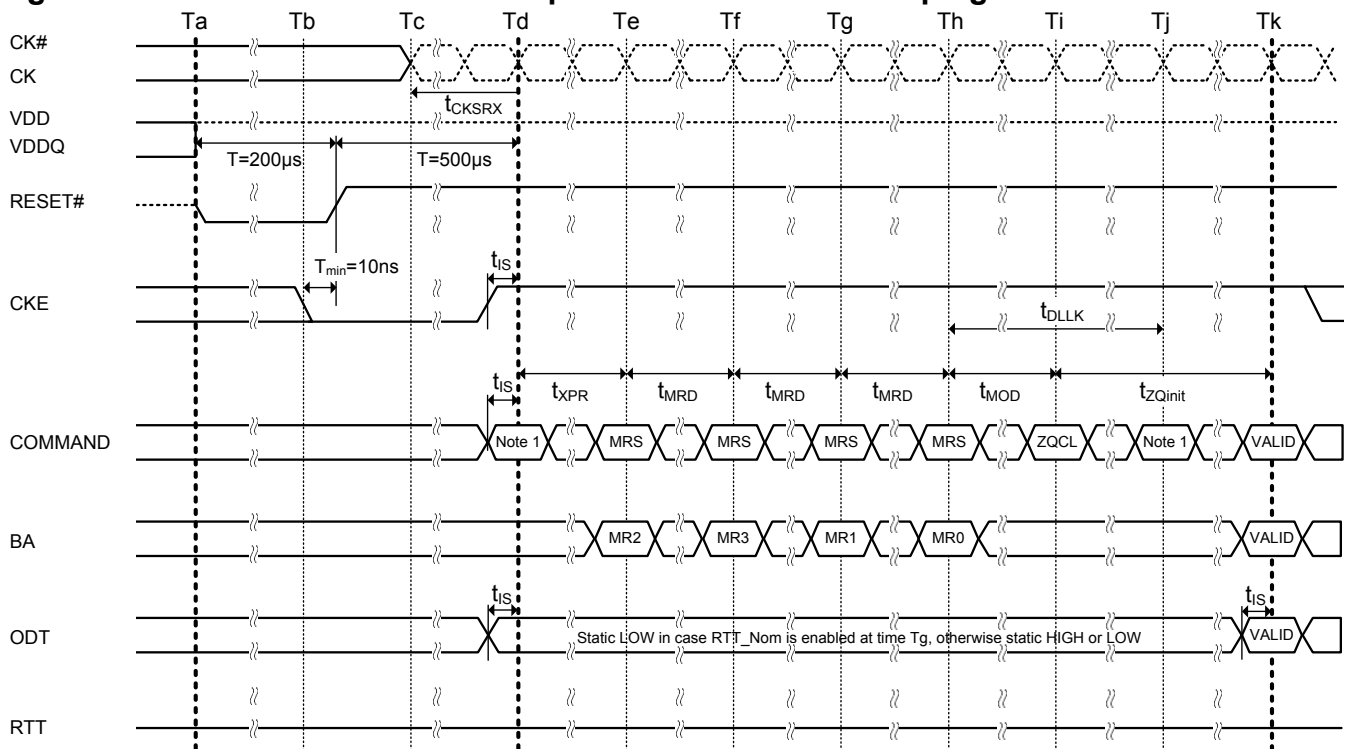 Ta Tb Tc Td Te Tf Tg Th Ti Tj Tk
CK#
CK
tCKSRX
VDD
VDDQ
T=200µs T=500µs
RESET#
Tmin=10ns tIS
CKE
tDLLK
tIS tXPR tMRD tMRD tMRD tMOD tZQinit
COMMAND Note 1 MRS MRS MRS MRS ZQCL Note 1 VALID
BA MR2 MR3 MR1 MR0 VALID
tIS tIS
ODT Static LOW in case RTT_Nom is enabled at time Tg, otherwise static HIGH or LOW VALID
RTT